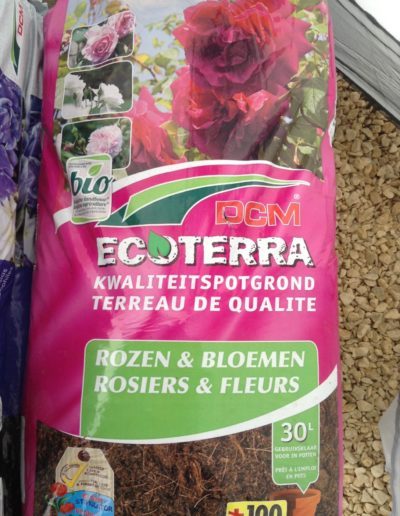 DCM
bio
DCM
ECOTERRA
KWALITEITSPOTGROND
TERREAU DE QUALITE
ROZEN & BLOEMEN
ROSIERS & FLEURS
30L
GEBRUIKSKLAAR
VOOR IN POTTEN
PRÊT À L'EMPLOI
EN POTS
+100